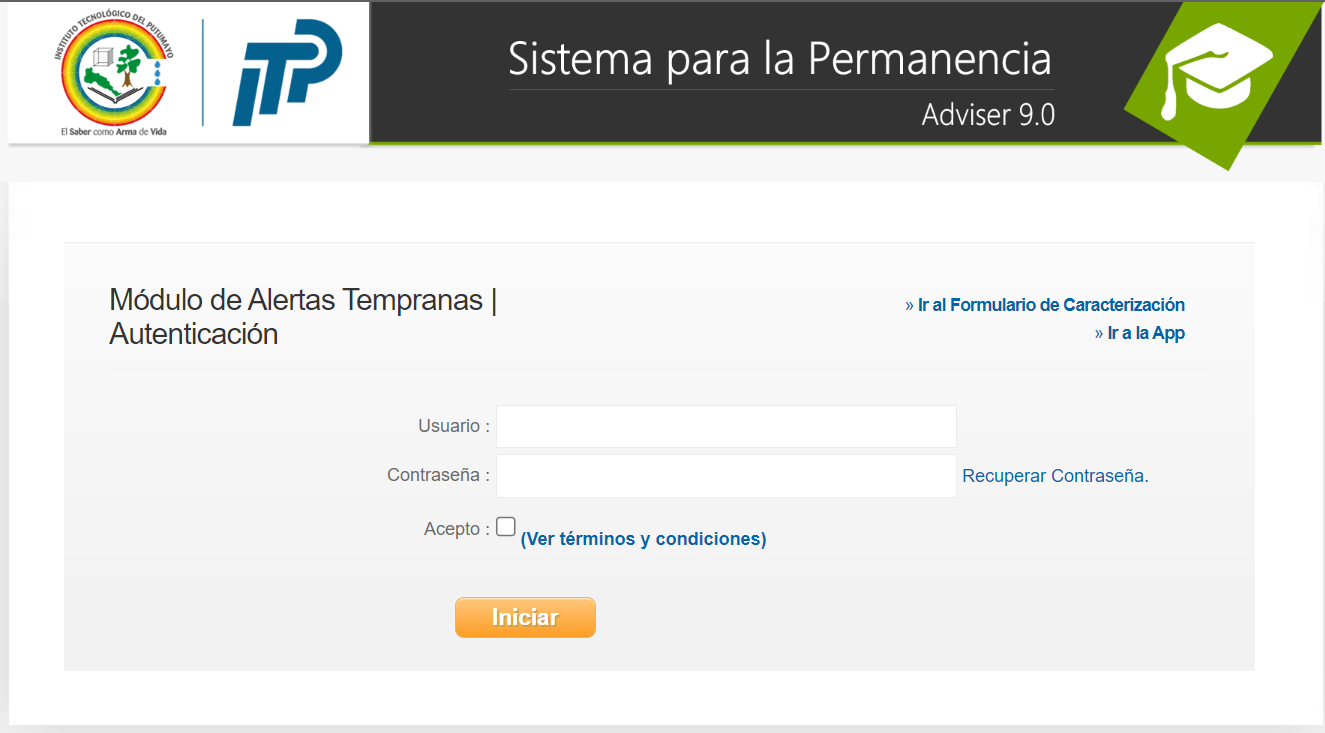 INSTITUTO TECNOLÓGICO DEL PUTUMAYO
ITP
El Saber como Arma de Vida
Sistema para la Permanencia
Adviser 9.0
Módulo de Alertas Tempranas |
Autenticación
» Ir al Formulario de Caracterización
» Ir a la App
Usuario :
Contraseña :
Recuperar Contraseña.
Acepto :
(Ver términos y condiciones)
Iniciar